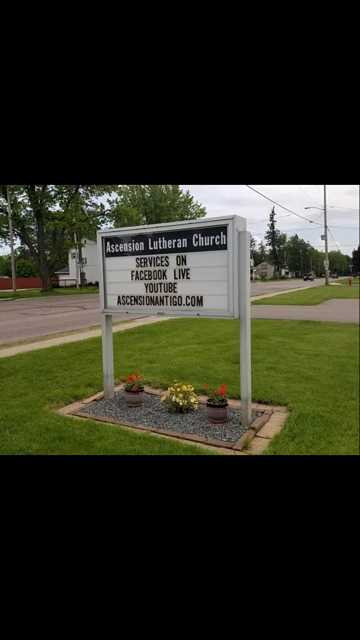 Ascension Lutheran Church
SERVICES ON
FACEBOOK LIVE
YOUTUBE
ASCENSIONANTIGO.COM